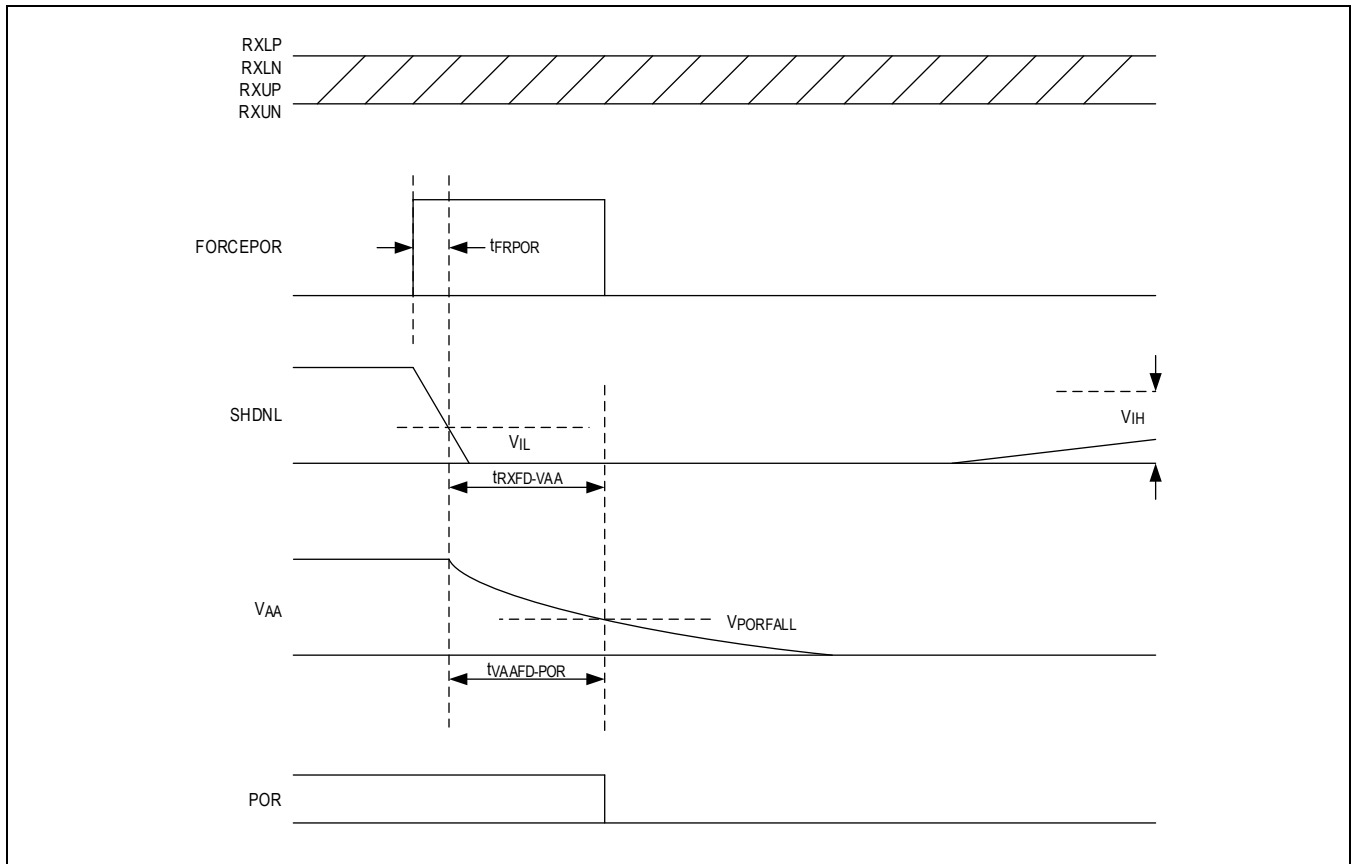 RXLP
RXLN
RXUP
RXUN
FORCEPOR
tFRPOR
SHDNL
VIL
VIH
tRXFD-VAA
VAA
VPORFALL
tVAAFD-POR
POR